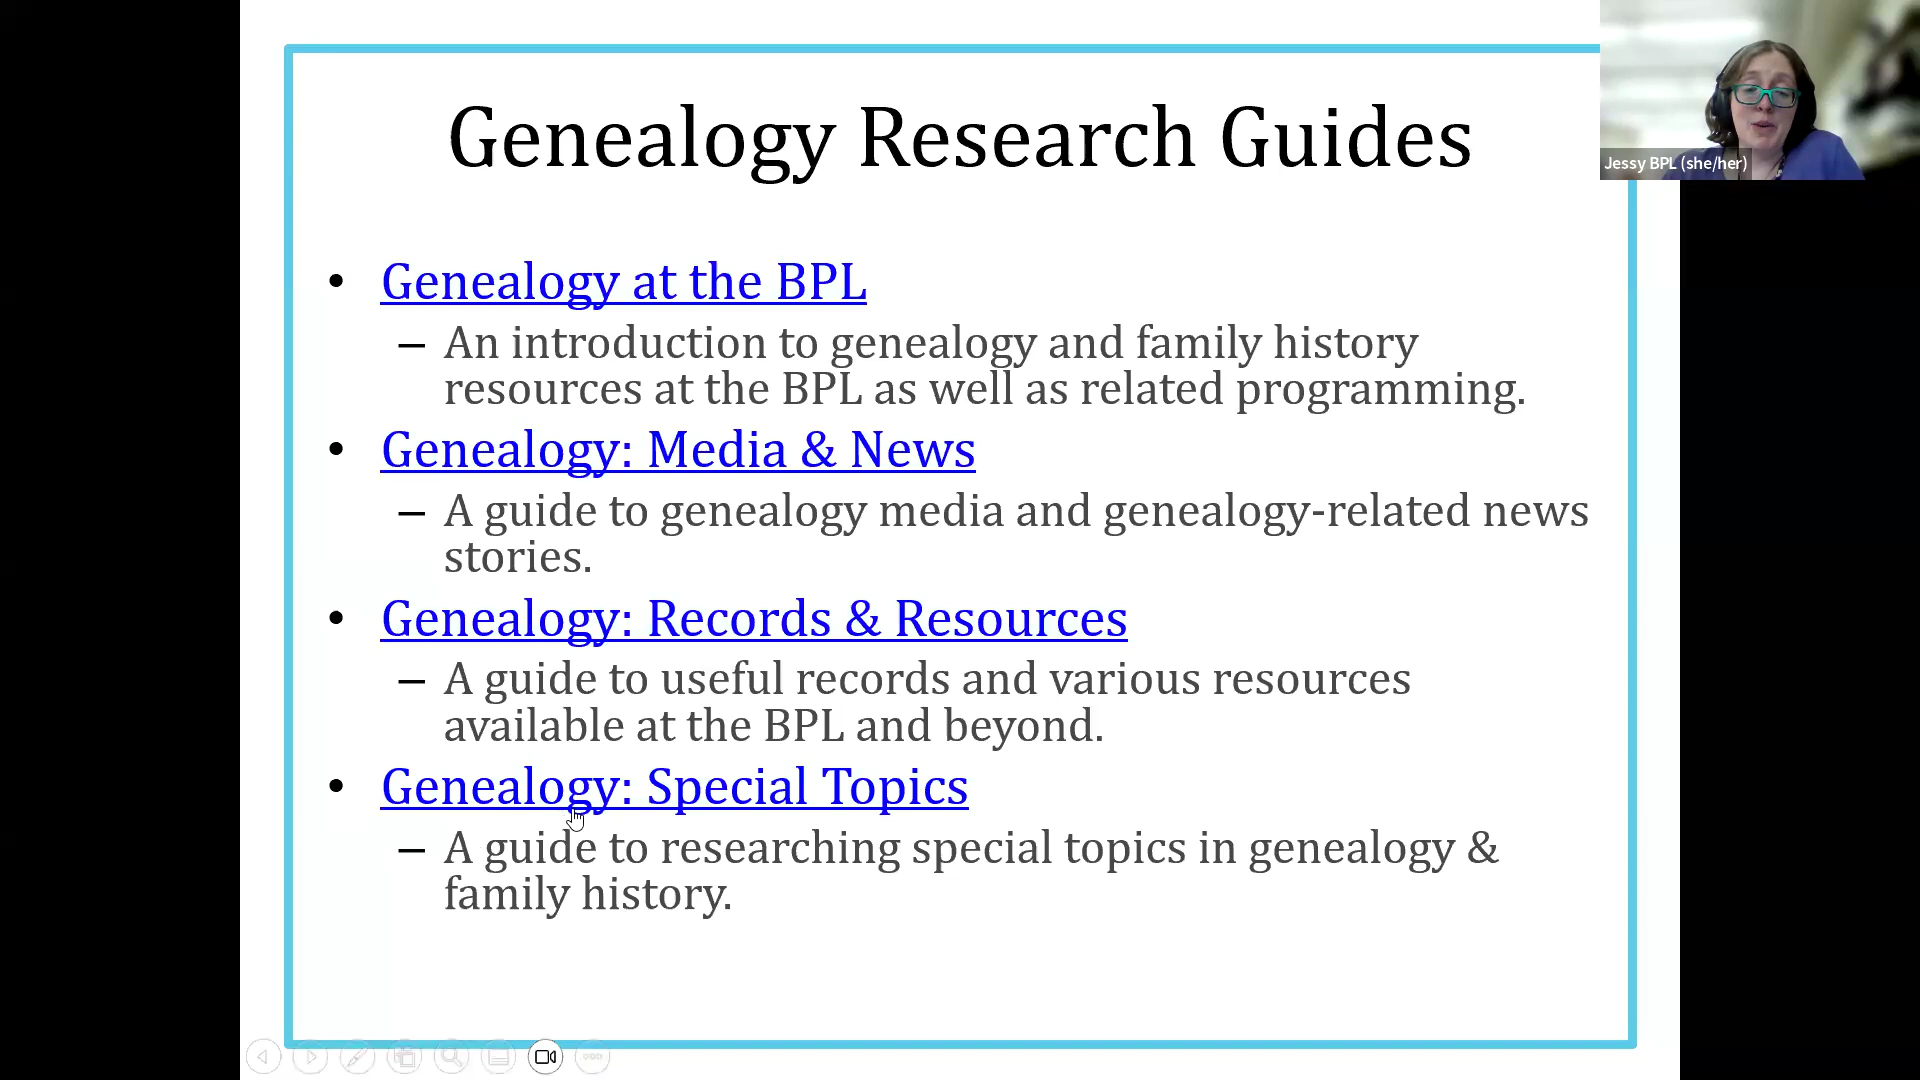 Genealogy Research Guides
Jessy BPL (she/her)
• Genealogy at the BPL
– An introduction to genealogy and family history
resources at the BPL as well as related programming.
• Genealogy: Media & News
– A guide to genealogy media and genealogy-related news
stories.
• Genealogy: Records & Resources
– A guide to useful records and various resources
available at the BPL and beyond.
• Genealogy: Special Topics
– A guide to researching special topics in genealogy &
family history.